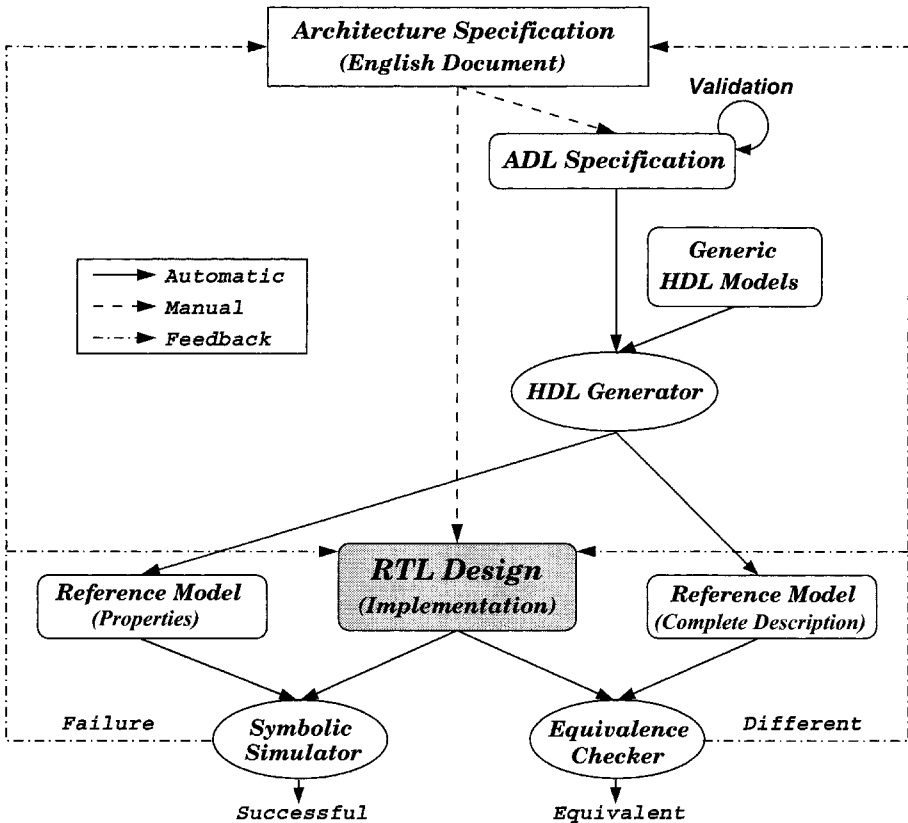 Architecture Specification
(English Document)
Validation
ADL Specification
Generic
HDL Models
Automatic
Manual
Feedback
HDL Generator
RTL Design
(Implementation)
Reference Model
(Properties)
Reference Model
(Complete Description)
Failure
Symbolic
Simulator
Equivalence
Checker
Different
Successful
Equivalent